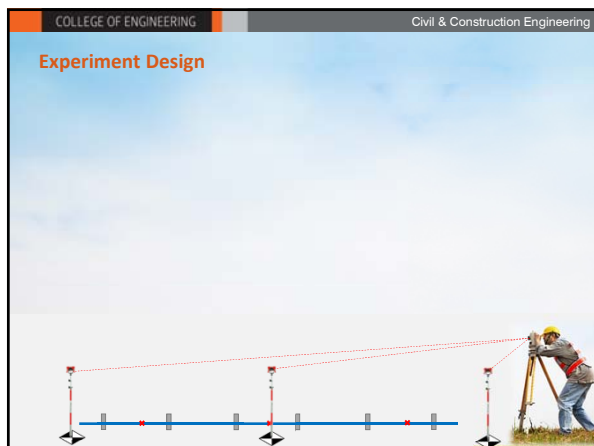 COLLEGE OF ENGINEERING
Civil & Construction Engineering
Experiment Design